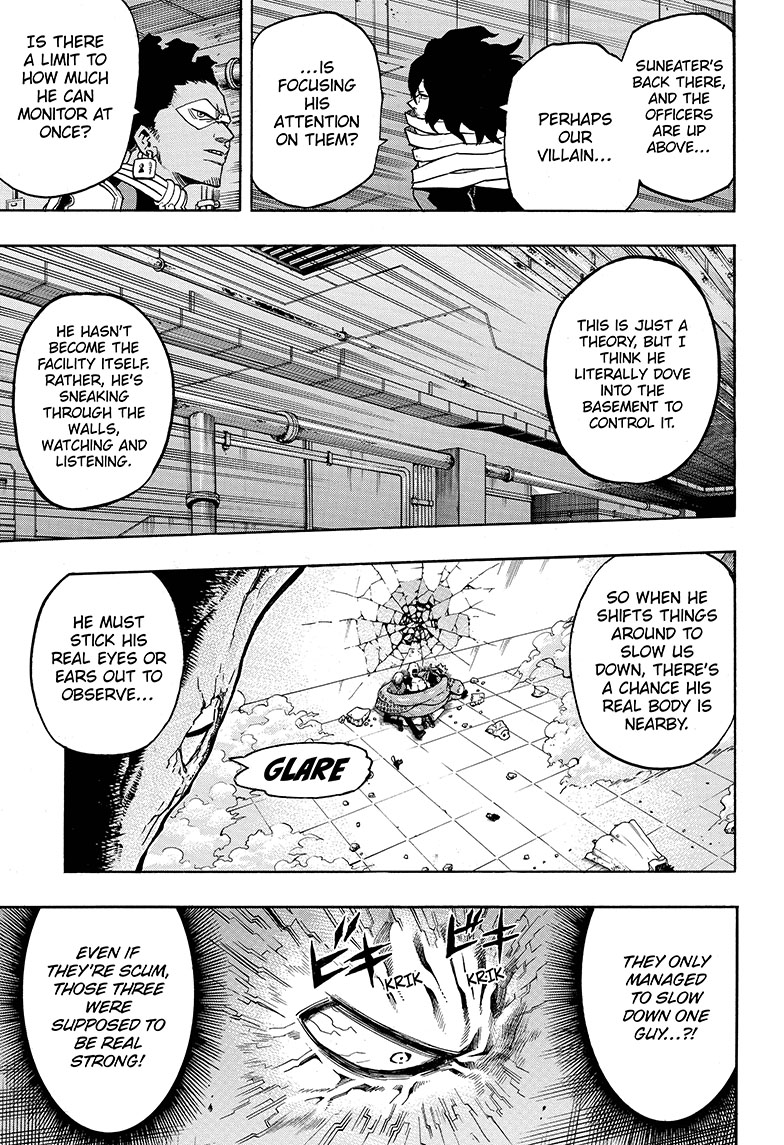 SUNEATER'S
BACK THERE,
AND THE
OFFICERS
ARE UP
ABOVE...
PERHAPS
OUR
VILLAIN...
...IS
FOCUSING
HIS
ATTENTION
ON THEM?
IS THERE
A LIMIT TO
HOW MUCH
HE CAN
MONITOR AT
ONCE?
THIS IS JUST A
THEORY, BUT I
THINK HE
LITERALLY DOVE
INTO THE
BASEMENT TO
CONTROL IT.
HE HASN'T
BECOME THE
FACILITY ITSELF.
RATHER, HE'S
SNEAKING
THROUGH THE
WALLS,
WATCHING AND
LISTENING.
SO WHEN HE
SHIFTS THINGS
AROUND TO
SLOW US
DOWN, THERE'S
A CHANCE HIS
REAL BODY IS
NEARBY.
HE MUST
STICK HIS
REAL EYES OR
EARS OUT TO
OBSERVE...
GLARE
THEY ONLY
MANAGED
TO SLOW
DOWN ONE
GUY...?!
ビキ
KRIK
ビキ
KRIK
EVEN IF
THEY'RE SCUM,
THOSE THREE
WERE
SUPPOSED TO
BE REAL
STRONG!